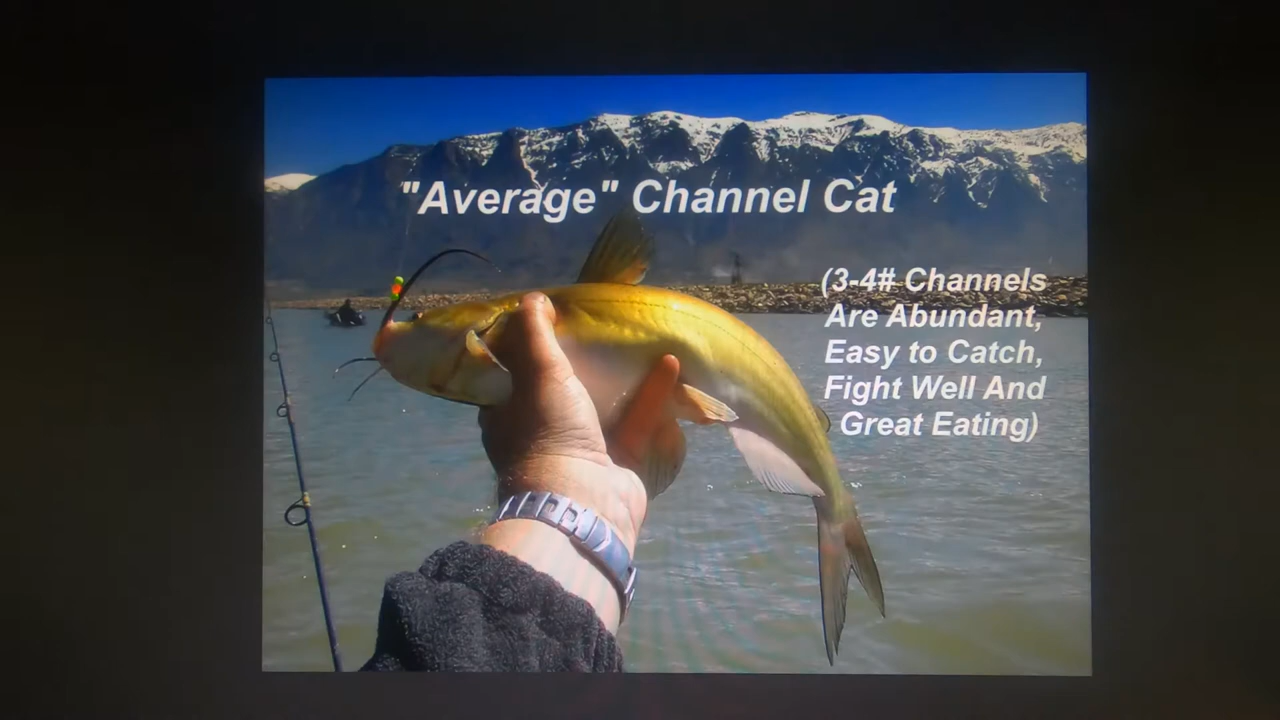 "Average" Channel Cat
(3-4# Channels
Are Abundant,
Easy to Catch,
Fight Well And
Great Eating)